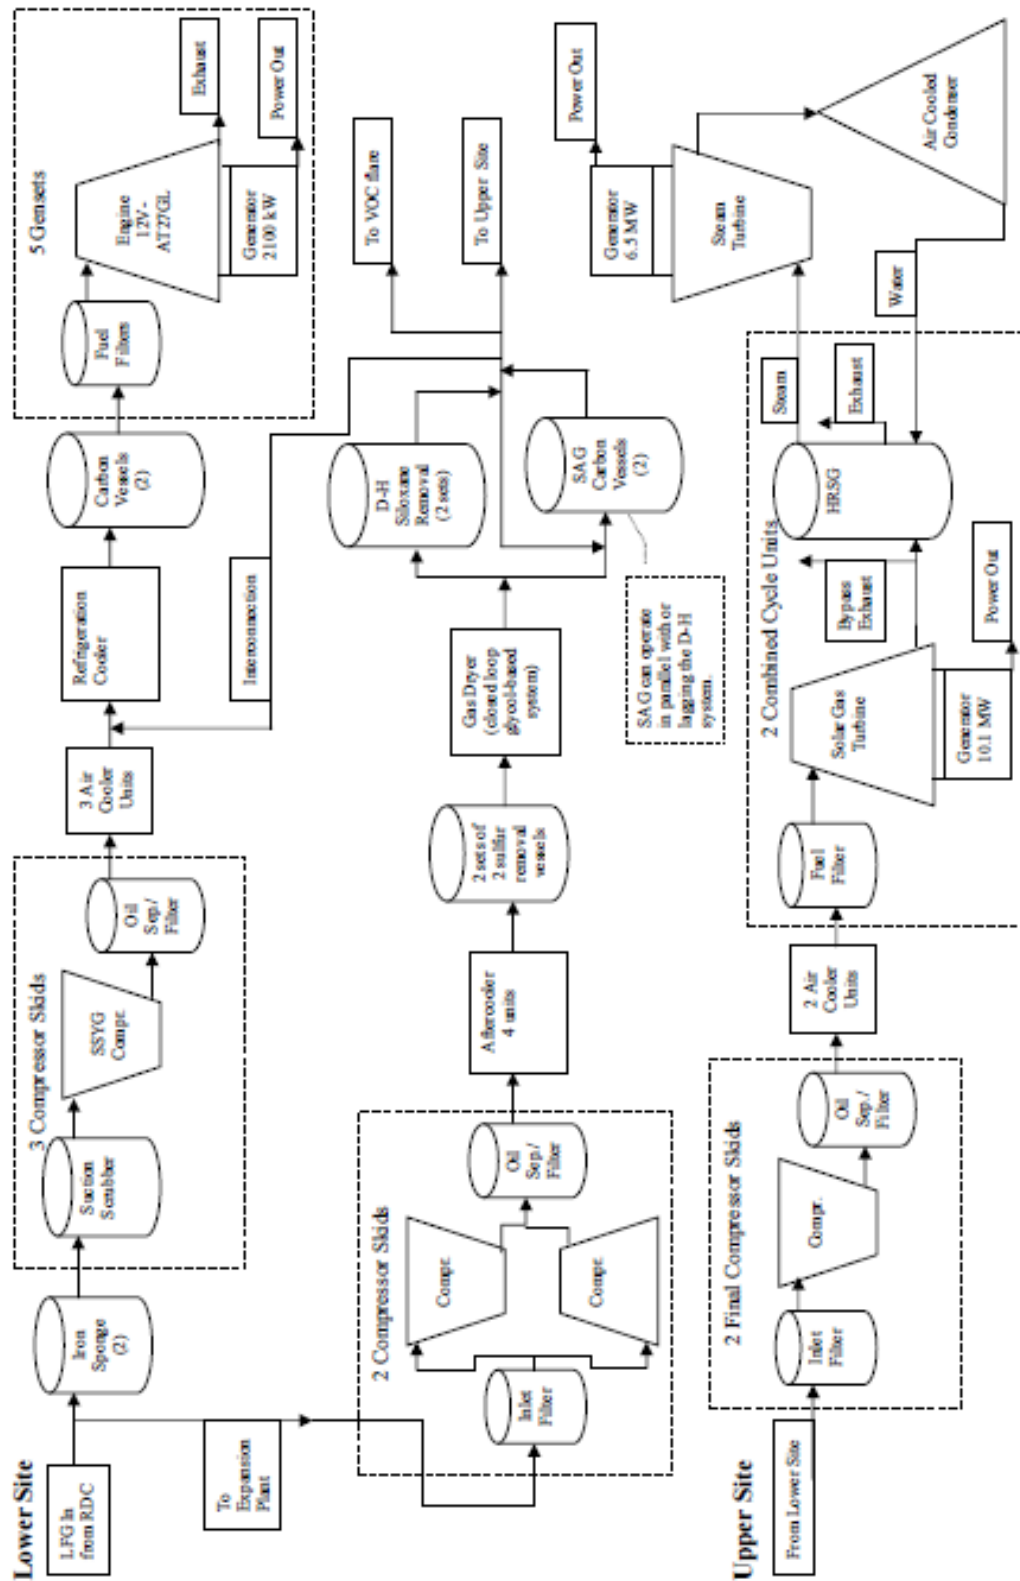 Lower Site
LFG In
from RDC
Iron
Sponge
(2)
3 Compressor Skids
Suction
Scrubber
SSYG
Compr.
Oil
Sep./
Filter
3 Air
Cooler
Units
Refrigeration
Cooler
Carbon
Vessels
(2)
5 Gensets
Fuel
Filters
Engine
12V-
AT27GL
Generator
2100 kW
Exhaust
Power Out
To
Expansion
Plant
Interconnection
2 Compressor Skids
Inlet
Filter
Compr.
Compr.
Oil
Sep./
Filter
Aftercooler
4 units
2 sets of
2 sulfur
removal
vessels
Gas Dryer
(closed loop
glycol-based
system)
D-H
Siloxane
Removal
(2 sets)
SAG
Carbon
Vessels
(2)
SAG can operate
in parallel with or
lagging the D-H
system.
To VOC flare
To Upper Site
Upper Site
From Lower Site
2 Final Compressor Skids
Inlet
Filter
Compr.
Oil
Sep./
Filter
2 Air
Cooler
Units
2 Combined Cycle Units
Fuel
Filter
Solar Gas
Turbine
Generator
10.1 MW
Power Out
Bypass
Exhaust
HRSG
Exhaust
Steam
Water
Steam
Turbine
Generator
6.5 MW
Power Out
Air Cooled
Condenser